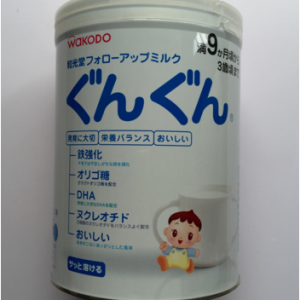 wakodo
和光堂フォローアップミルク
満9か月頃から
3歳頃まで
ぐんぐん
発育に大切 栄養バランス おいしい
鉄強化
オリゴ糖
DHA
ヌクレオチド
おいしい
サッと溶ける